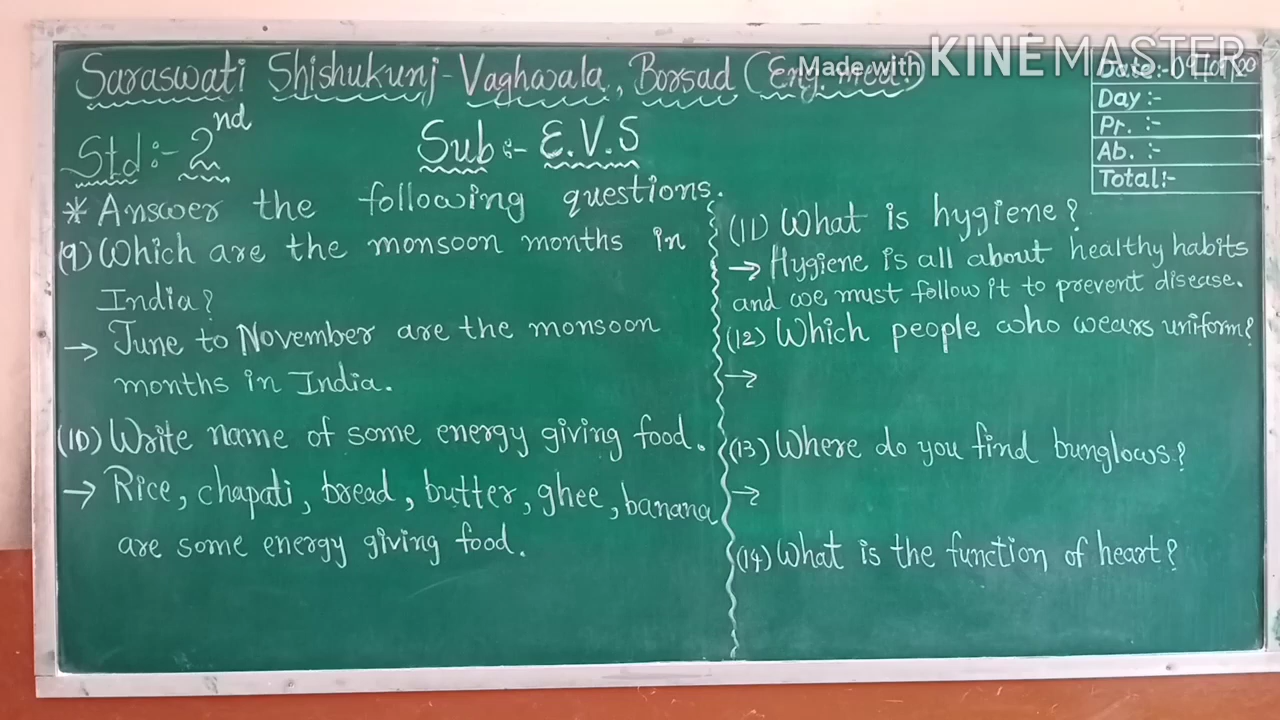 Saraswati Shishukunj-Vaghwala, Borsad (Eng. med.)
Made with KINEMASTER
Date:-
Day :-
Pr. :-
Ab. :-
Total:-
Std :- 2nd
Sub :- E.V.S
* Answer the following questions.
(9) Which are the monsoon months in
India?
→ June to November are the monsoon
months in India.
(10) Write name of some energy giving food.
→ Rice, chapati, bread, butter, ghee, banana
are some energy giving food.
(11) What is hygiene?
→ Hygiene is all about healthy habits
and we must follow it to prevent disease.
(12) Which people who wears uniform?
→
(13) Where do you find bunglows?
→
(14) What is the function of heart?